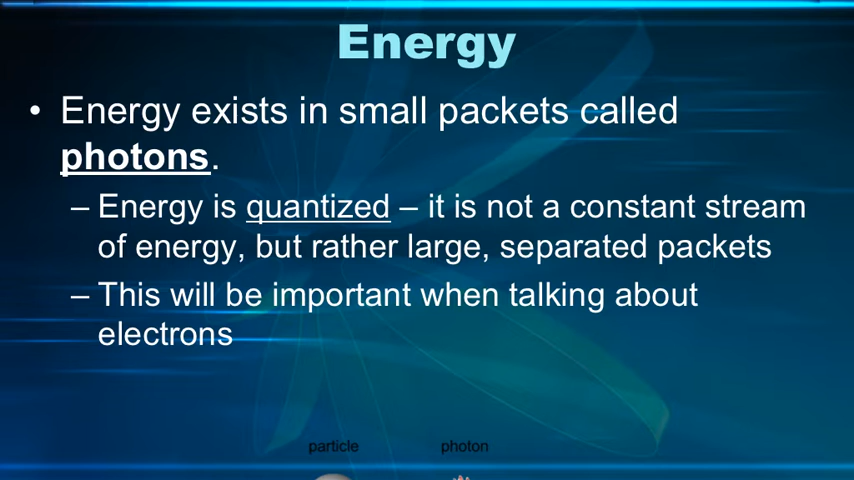 Energy
• Energy exists in small packets called
photons.
– Energy is quantized – it is not a constant stream
of energy, but rather large, separated packets
– This will be important when talking about
electrons
particle photon